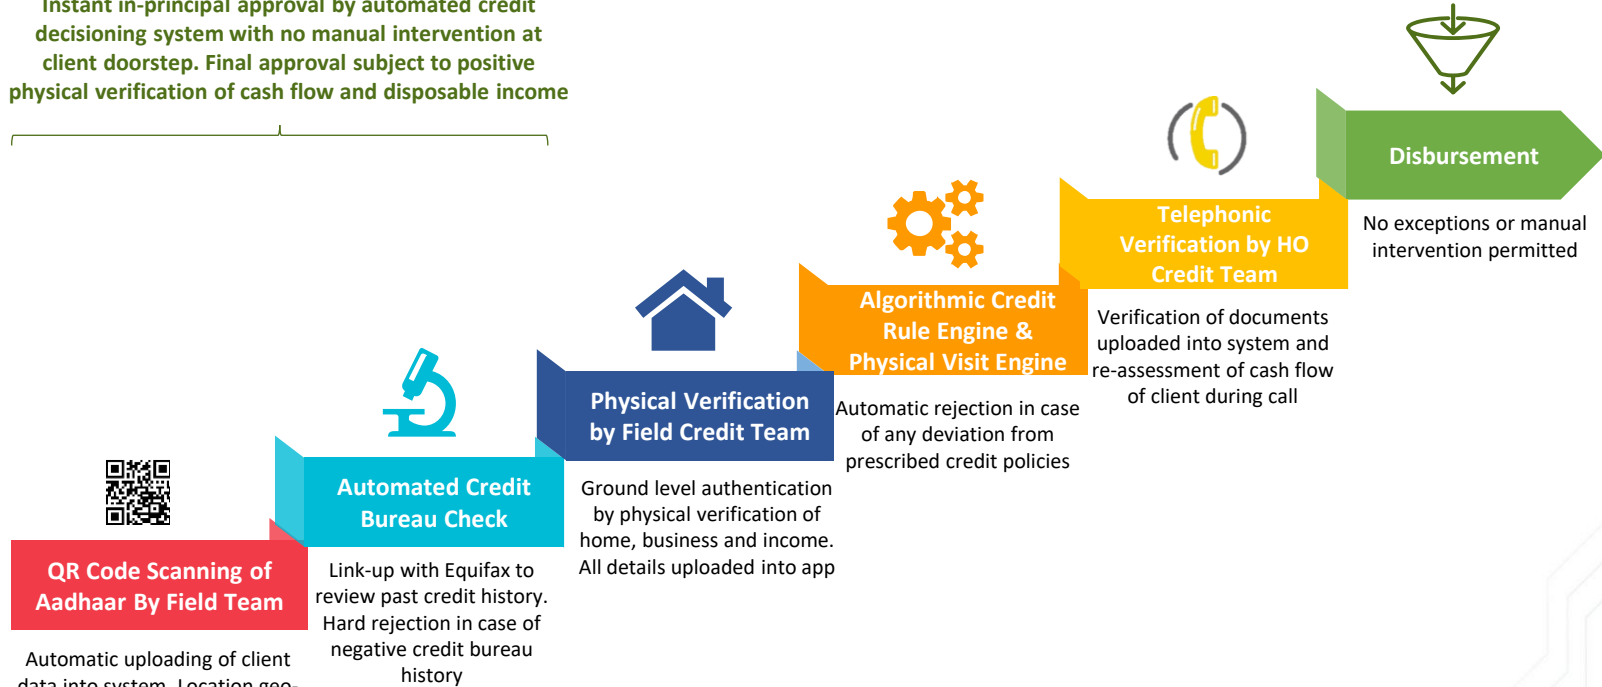 Instant in-principal approval by automated credit
decisioning system with no manual intervention at
client doorstep. Final approval subject to positive
physical verification of cash flow and disposable income
QR Code Scanning of
Aadhaar By Field Team
Automatic uploading of client
data into system. Location geo-
Automated Credit
Bureau Check
Link-up with Equifax to
review past credit history.
Hard rejection in case of
negative credit bureau
history
Physical Verification
by Field Credit Team
Ground level authentication
by physical verification of
home, business and income.
All details uploaded into app
Algorithmic Credit
Rule Engine &
Physical Visit Engine
Automatic rejection in case
of any deviation from
prescribed credit policies
Telephonic
Verification by HO
Credit Team
Verification of documents
uploaded into system and
re-assessment of cash flow
of client during call
Disbursement
No exceptions or manual
intervention permitted